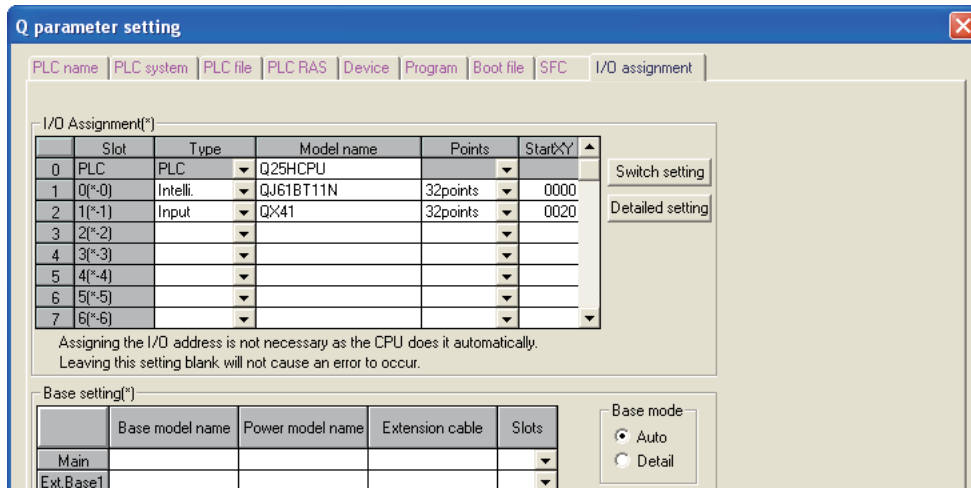 Q parameter setting
PLC name PLC system PLC file PLC RAS Device Program Boot file SFC I/O assignment
I/O Assignment(*)
Slot Type Model name Points StartXY
0 PLC PLC Q25HCPU
1 0(*-0) Intelli. QJ61BT11N 32points 0000
2 1(*-1) Input QX41 32points 0020
3 2(*-2)
4 3(*-3)
5 4(*-4)
6 5(*-5)
7 6(*-6)
Switch setting
Detailed setting
Assigning the I/O address is not necessary as the CPU does it automatically.
Leaving this setting blank will not cause an error to occur.
Base setting(*)
Base model name Power model name Extension cable Slots
Main
Ext.Base1
Base mode
Auto
Detail